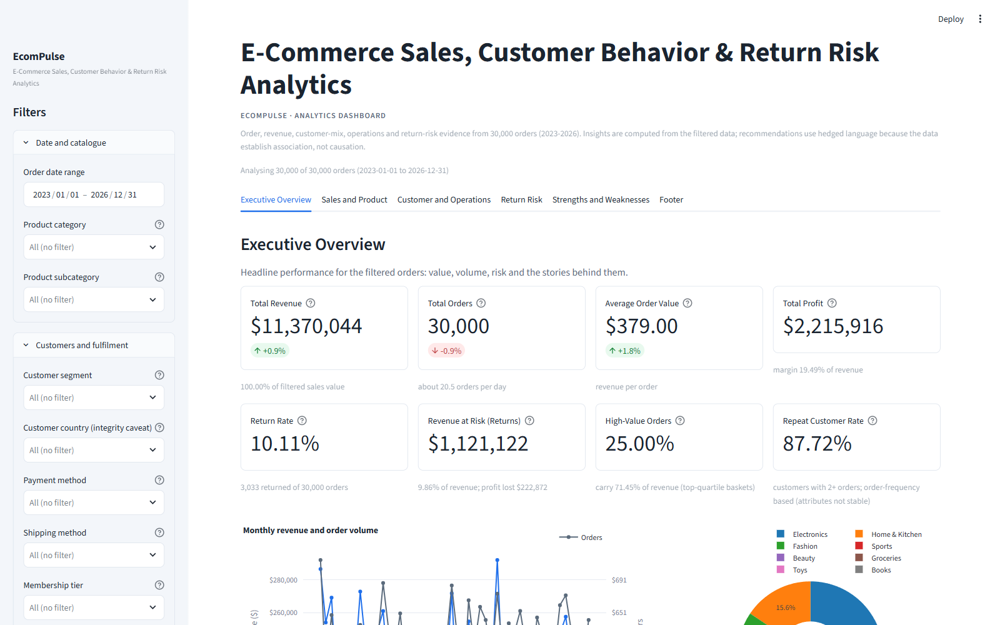 Deploy
EcomPulse
E-Commerce Sales, Customer Behavior & Return Risk
Analytics
Filters
Date and catalogue
Order date range
2023 / 01 / 01 – 2026 / 12 / 31
Product category
All (no filter)
Product subcategory
All (no filter)
Customers and fulfilment
Customer segment
All (no filter)
Customer country (integrity caveat)
All (no filter)
Payment method
All (no filter)
Shipping method
All (no filter)
Membership tier
All (no filter)
E-Commerce Sales, Customer Behavior & Return Risk
Analytics
ECOMPULSE · ANALYTICS DASHBOARD
Order, revenue, customer-mix, operations and return-risk evidence from 30,000 orders (2023-2026). Insights are computed from the filtered data; recommendations use hedged language because the data
establish association, not causation.
Analysing 30,000 of 30,000 orders (2023-01-01 to 2026-12-31)
Executive Overview Sales and Product Customer and Operations Return Risk Strengths and Weaknesses Footer
Executive Overview
Headline performance for the filtered orders: value, volume, risk and the stories behind them.
Total Revenue
$11,370,044
+0.9%
100.00% of filtered sales value
Total Orders
30,000
-0.9%
about 20.5 orders per day
Average Order Value
$379.00
+1.8%
revenue per order
Total Profit
$2,215,916
margin 19.49% of revenue
Return Rate
10.11%
3,033 returned of 30,000 orders
Revenue at Risk (Returns)
$1,121,122
9.86% of revenue; profit lost $222,872
High-Value Orders
25.00%
carry 71.45% of revenue (top-quartile baskets)
Repeat Customer Rate
87.72%
customers with 2+ orders; order-frequency
based (attributes not stable)
Monthly revenue and order volume
Orders
$280,000
$260,000
e ($)
$691
$651
rs
Electronics
Home & Kitchen
Fashion
Sports
Beauty
Groceries
Toys
Books
15.6%